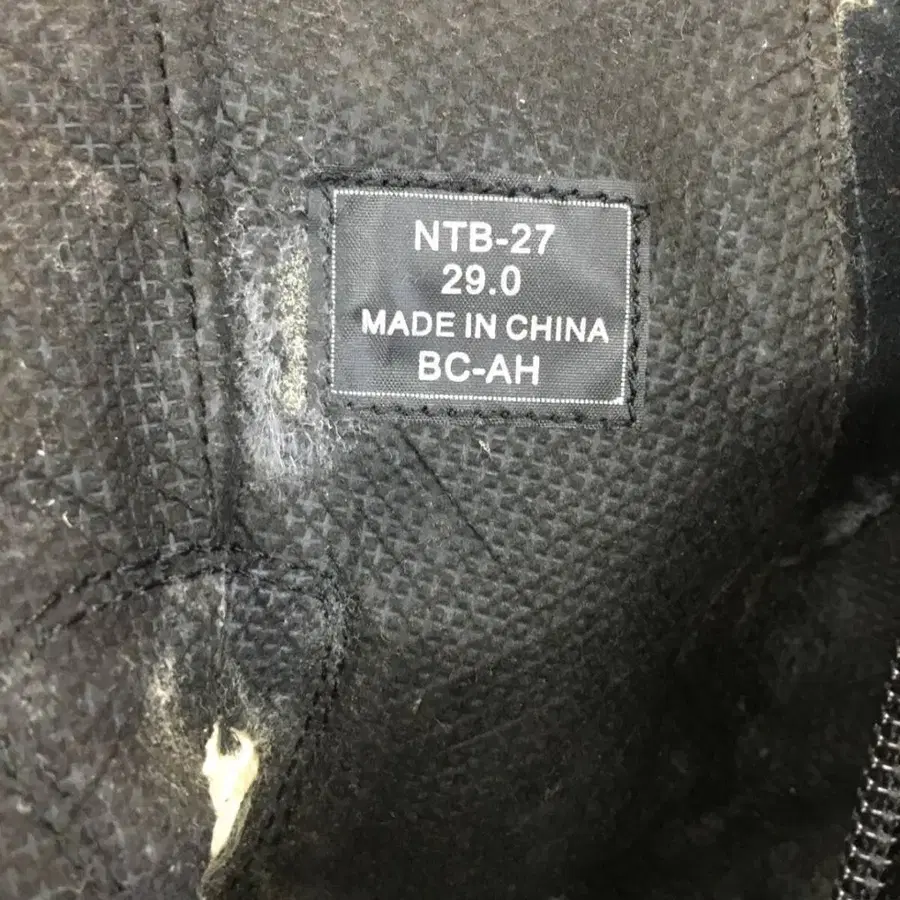 NTB-27
29.0
MADE IN CHINA
BC-AH